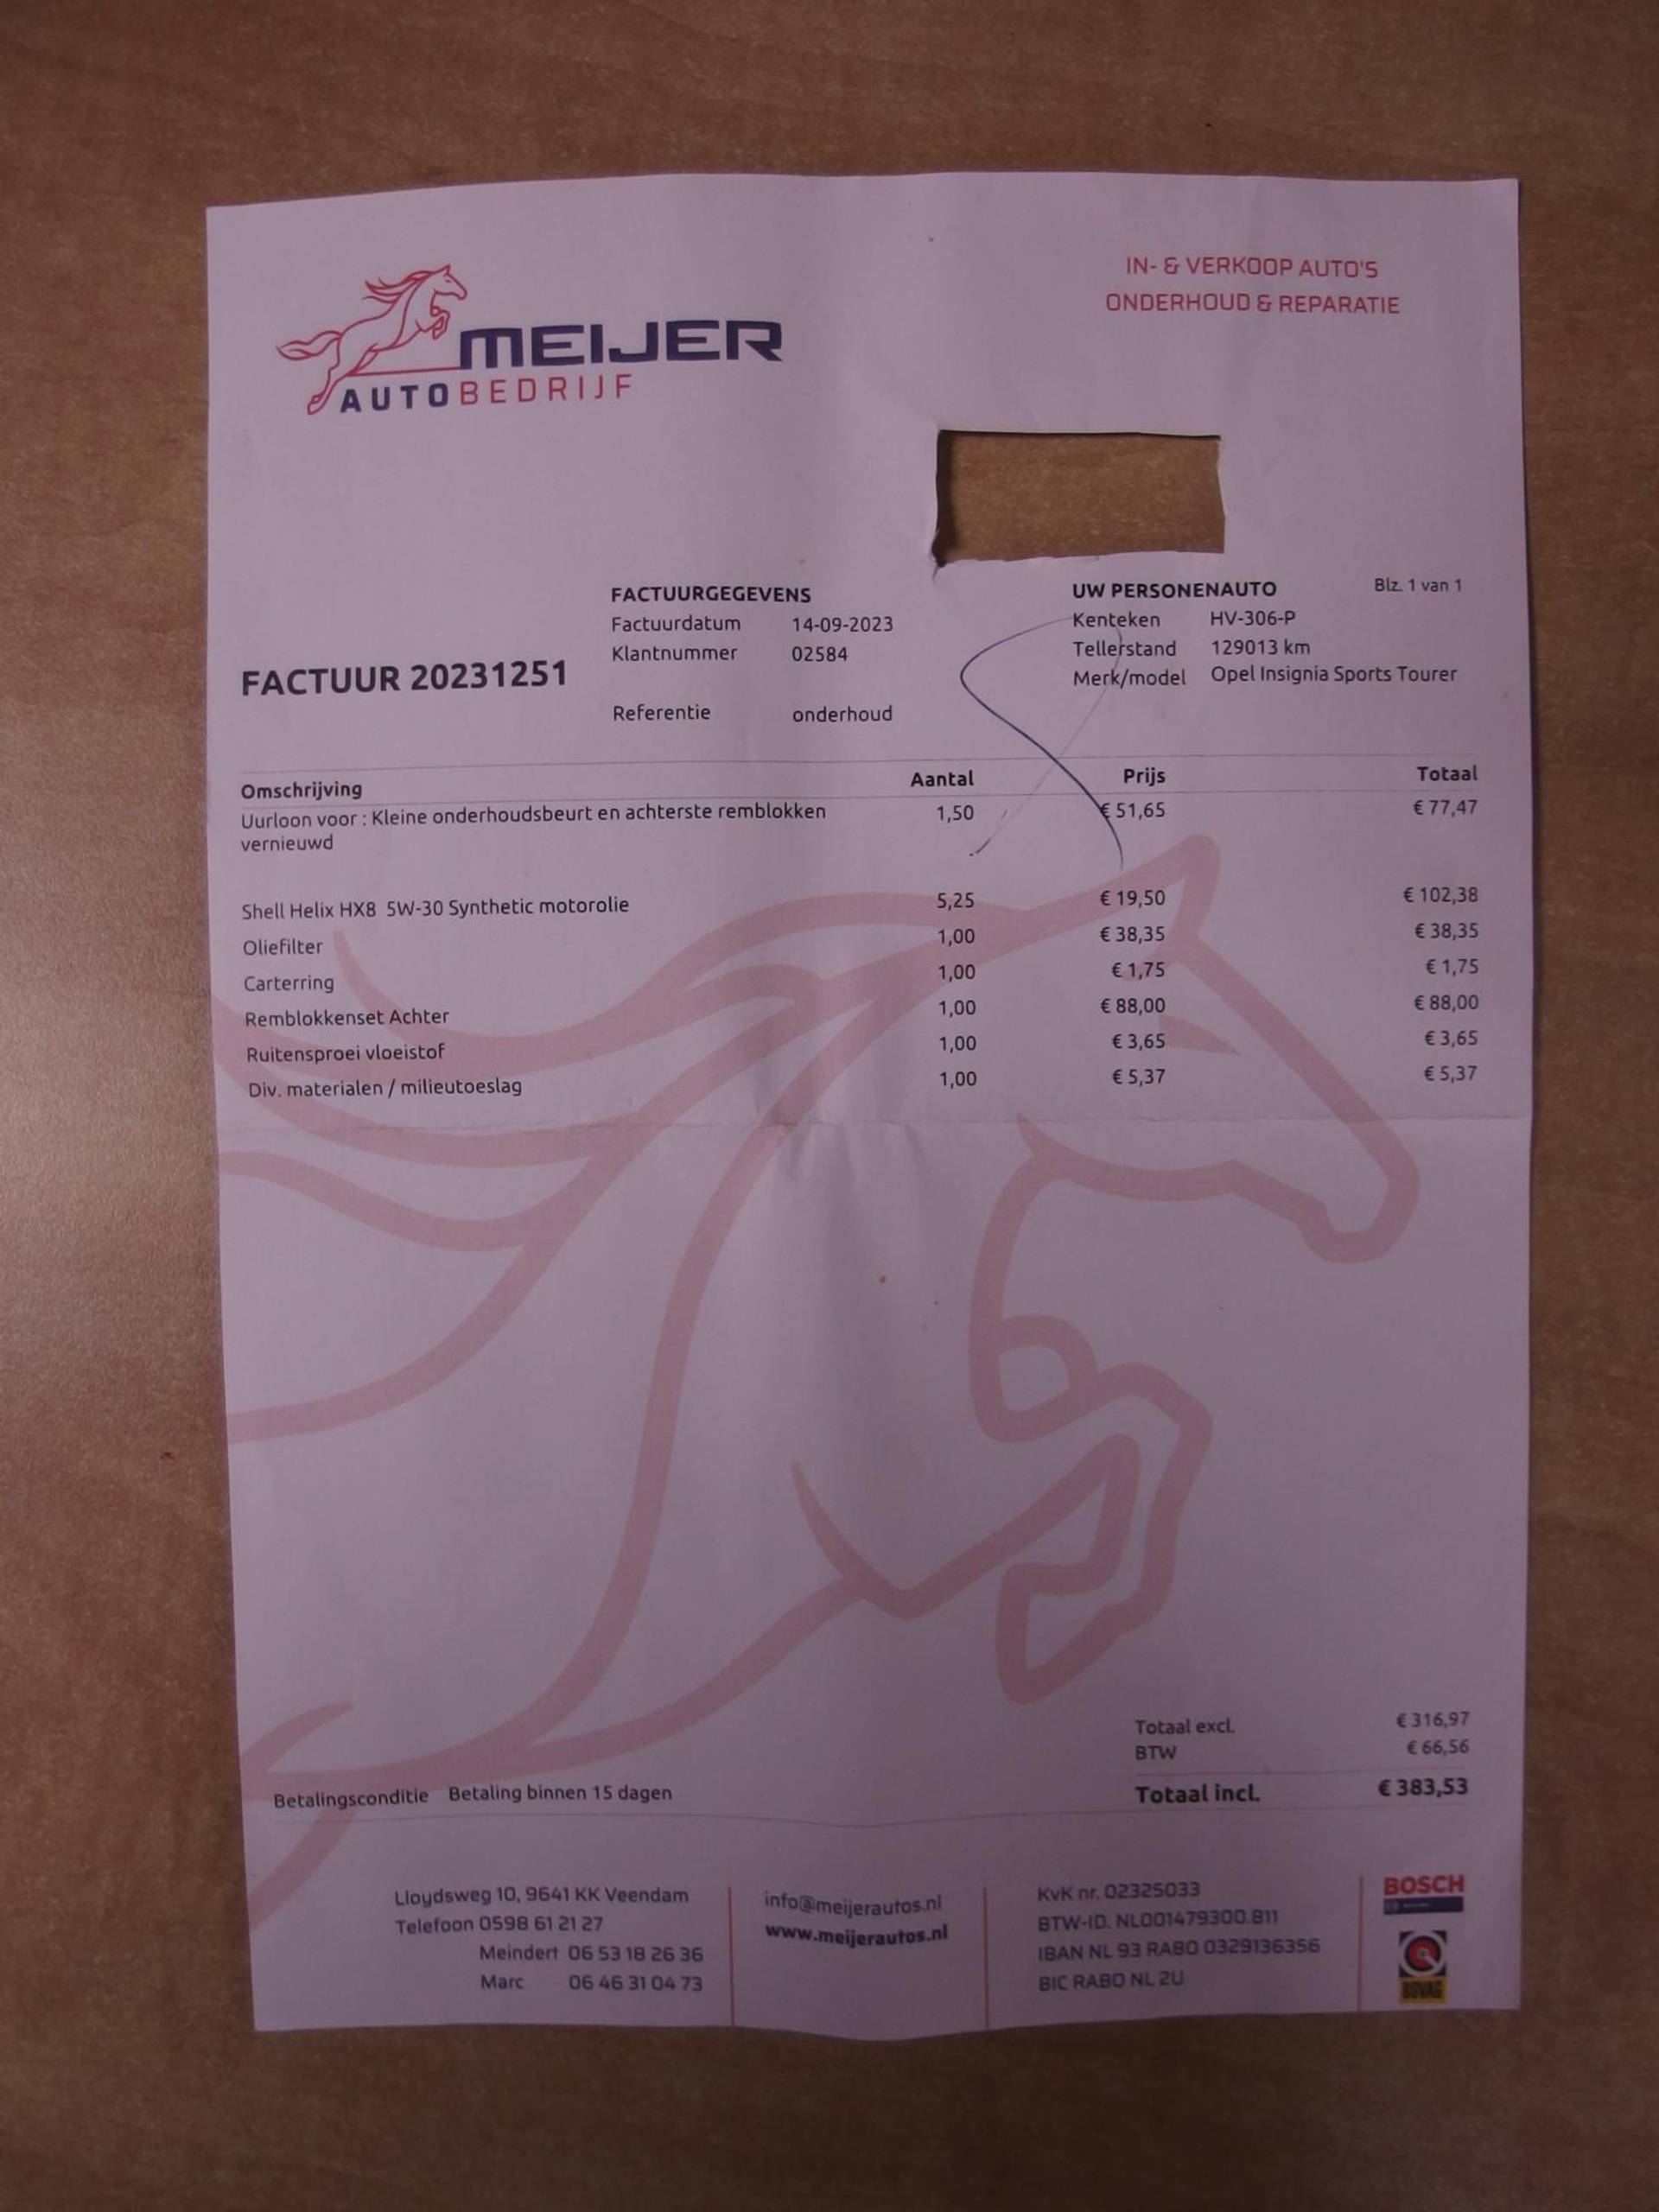 MEIJER
AUTOBEDRIJF
IN- & VERKOOP AUTO'S
ONDERHOUD & REPARATIE
FACTUUR 20231251
FACTUURGEGEVENS
Factuurdatum 14-09-2023
Klantnummer 02584
Referentie onderhoud
UW PERSONENAUTO Blz. 1 van 1
Kenteken HV-306-P
Tellerstand 129013 km
Merk/model Opel Insignia Sports Tourer
Omschrijving Aantal Prijs Totaal
Uurloon voor : Kleine onderhoudsbeurt en achterste remblokken 1,50 € 51,65 € 77,47
vernieuwd
Shell Helix HX8 5W-30 Synthetic motorolie 5,25 € 19,50 € 102,38
Oliefilter 1,00 € 38,35 € 38,35
Carterring 1,00 € 1,75 € 1,75
Remblokkenset Achter 1,00 € 88,00 € 88,00
Ruitensproei vloeistof 1,00 € 3,65 € 3,65
Div. materialen / milieutoeslag 1,00 € 5,37 € 5,37
Totaal excl. € 316,97
BTW € 66,56
Totaal incl. € 383,53
Betalingsconditie Betaling binnen 15 dagen
Lloydsweg 10, 9641 KK Veendam
Telefoon 0598 61 21 27
Meindert 06 53 18 26 36
Marc 06 46 31 04 73
info@meijerautos.nl
www.meijerautos.nl
KvK nr. 02325033
BTW-ID. NL001479300.B11
IBAN NL 93 RABO 0329136356
BIC RABO NL 2U
BOSCH
BOVAG